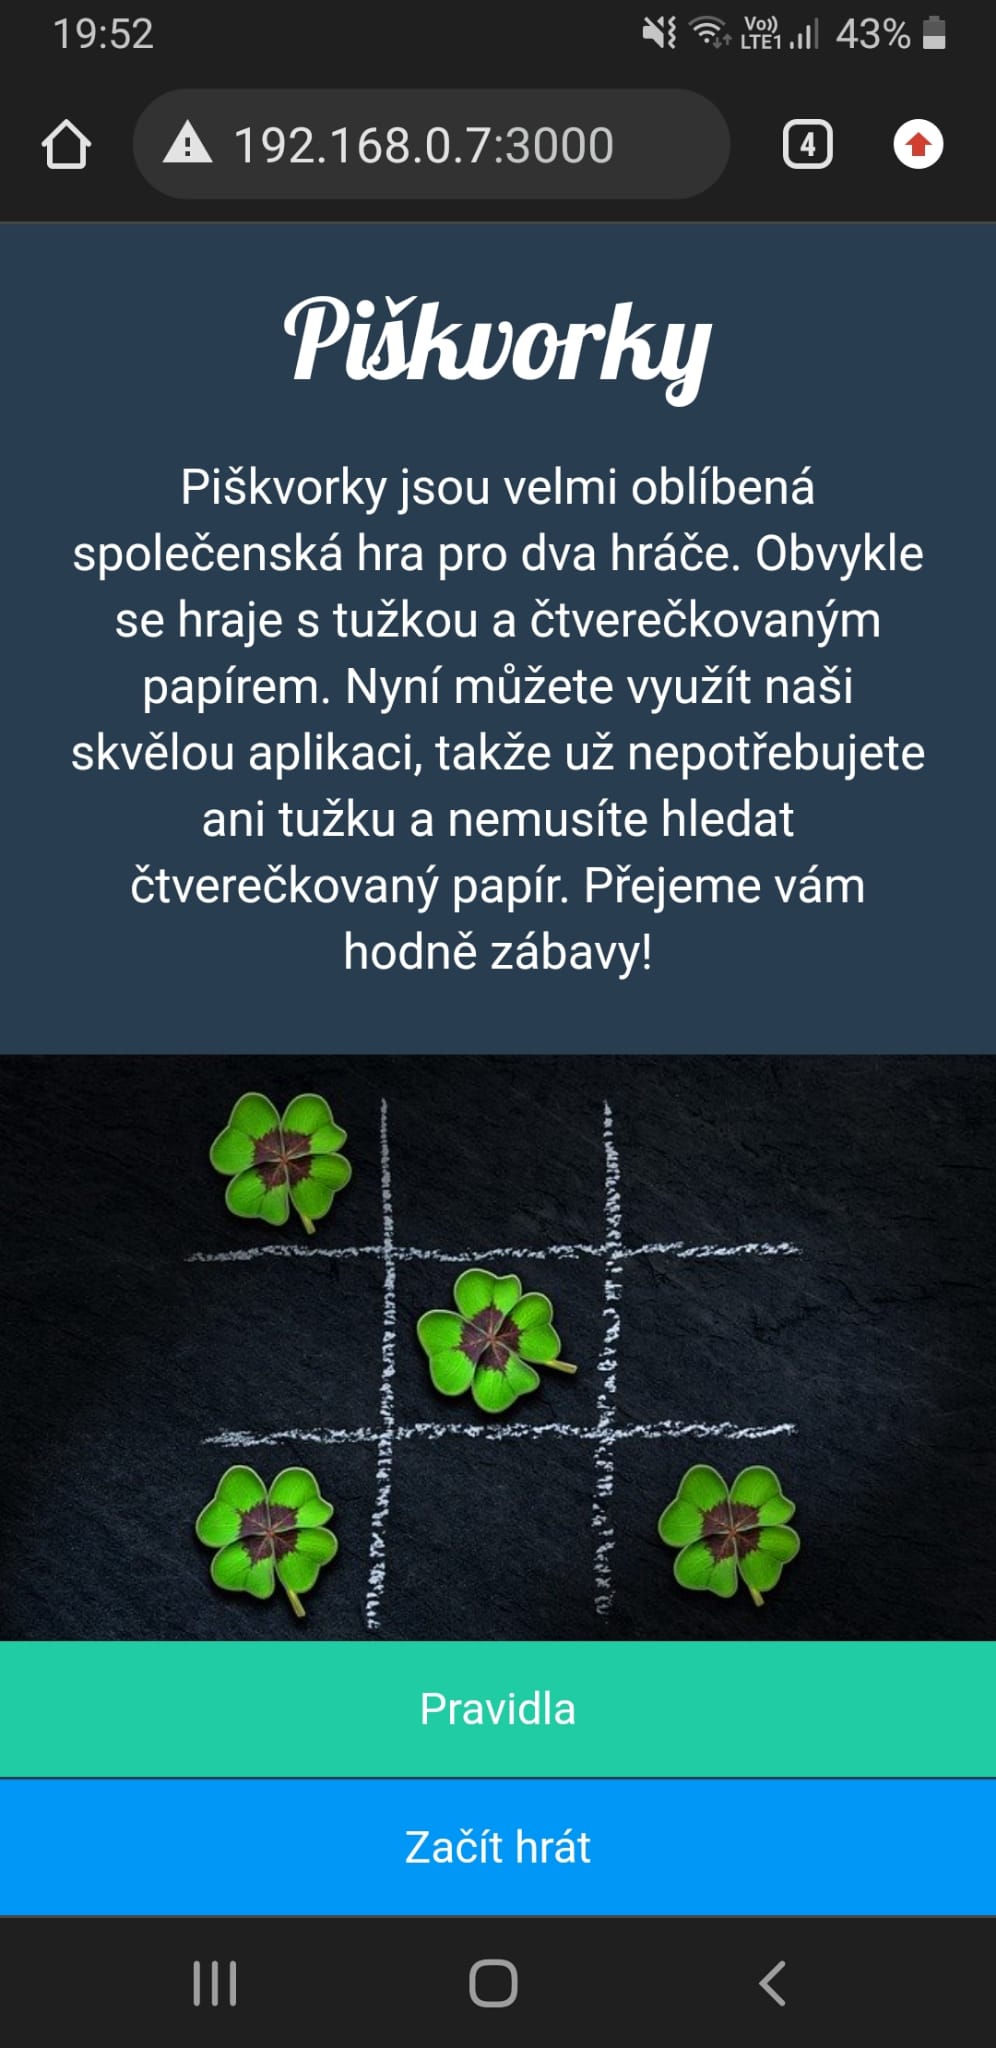 19:52
Vo)) LTE1 43%
192.168.0.7:3000
4
Piškvorky
Piškvorky jsou velmi oblíbená
společenská hra pro dva hráče. Obvykle
se hraje s tužkou a čtverečkovaným
papírem. Nyní můžete využít naši
skvělou aplikaci, takže už nepotřebujete
ani tužku a nemusíte hledat
čtverečkovaný papír. Přejeme vám
hodně zábavy!
Pravidla
Začít hrát